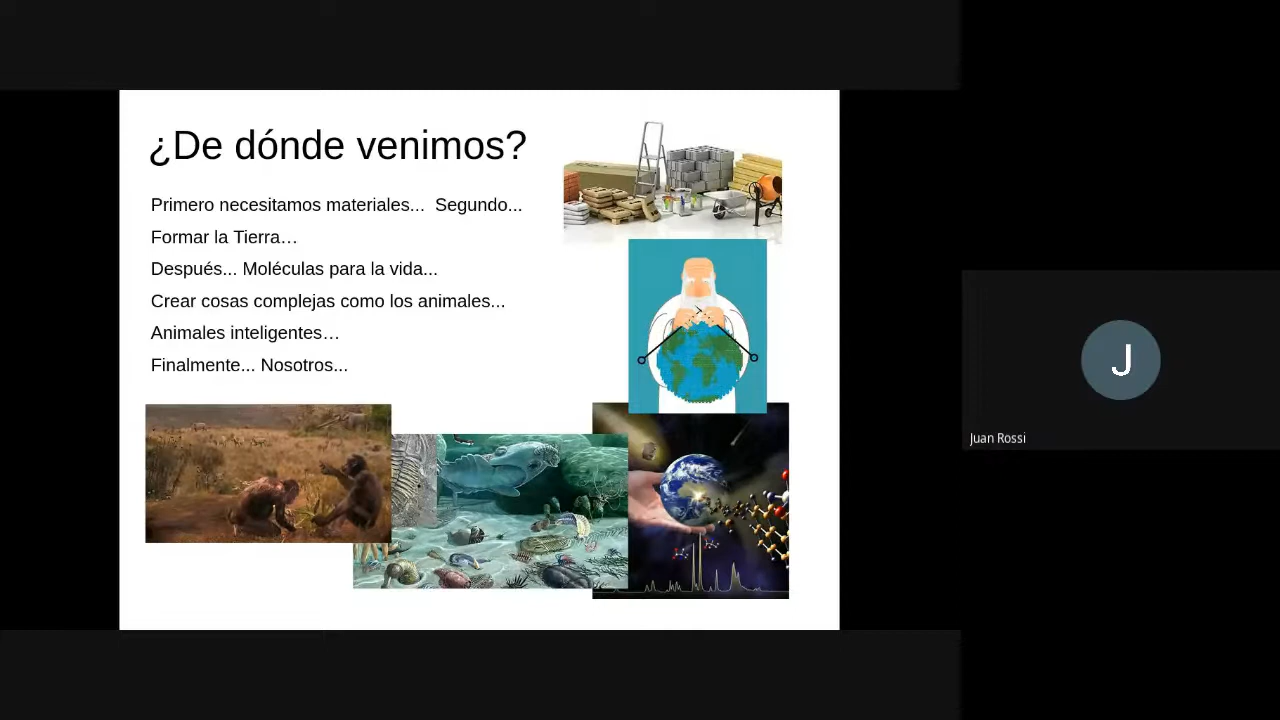 ¿De dónde venimos?
Primero necesitamos materiales...  Segundo...
Formar la Tierra…
Después... Moléculas para la vida...
Crear cosas complejas como los animales...
Animales inteligentes…
Finalmente... Nosotros...
J
Juan Rossi